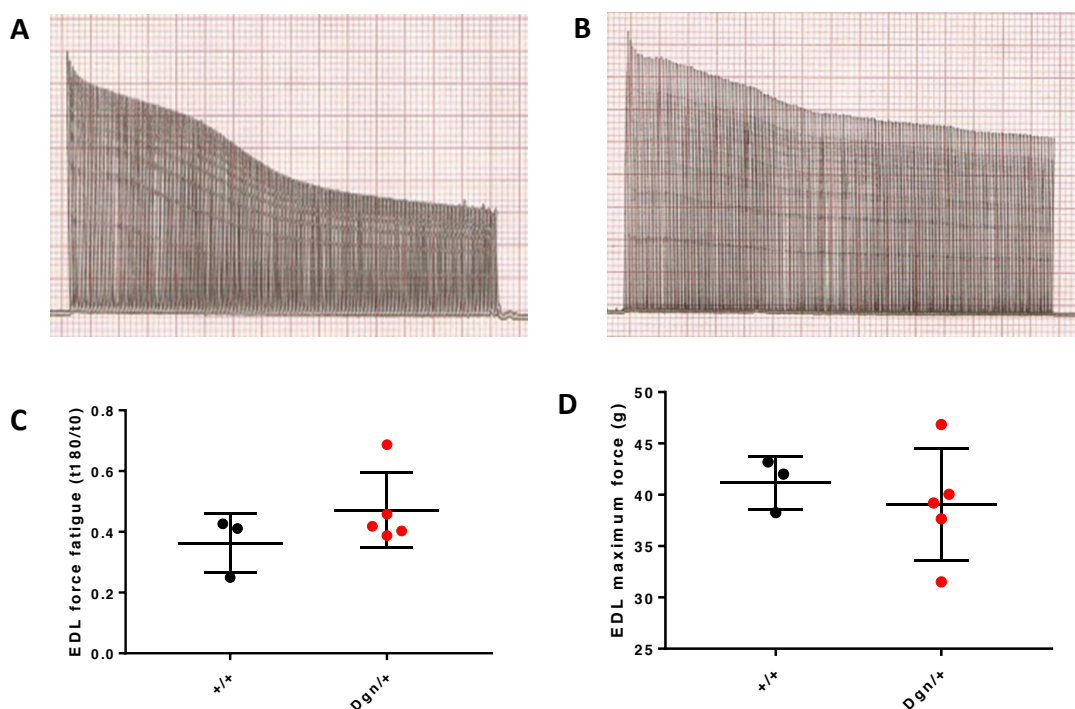 A
B
C
EDL force fatigue (t180/t0)
0.8
0.6
0.4
0.2
0.0
+/+
Dgn/+
D
EDL maximum force (g)
50
45
40
35
30
25
+/+
Dgn/+